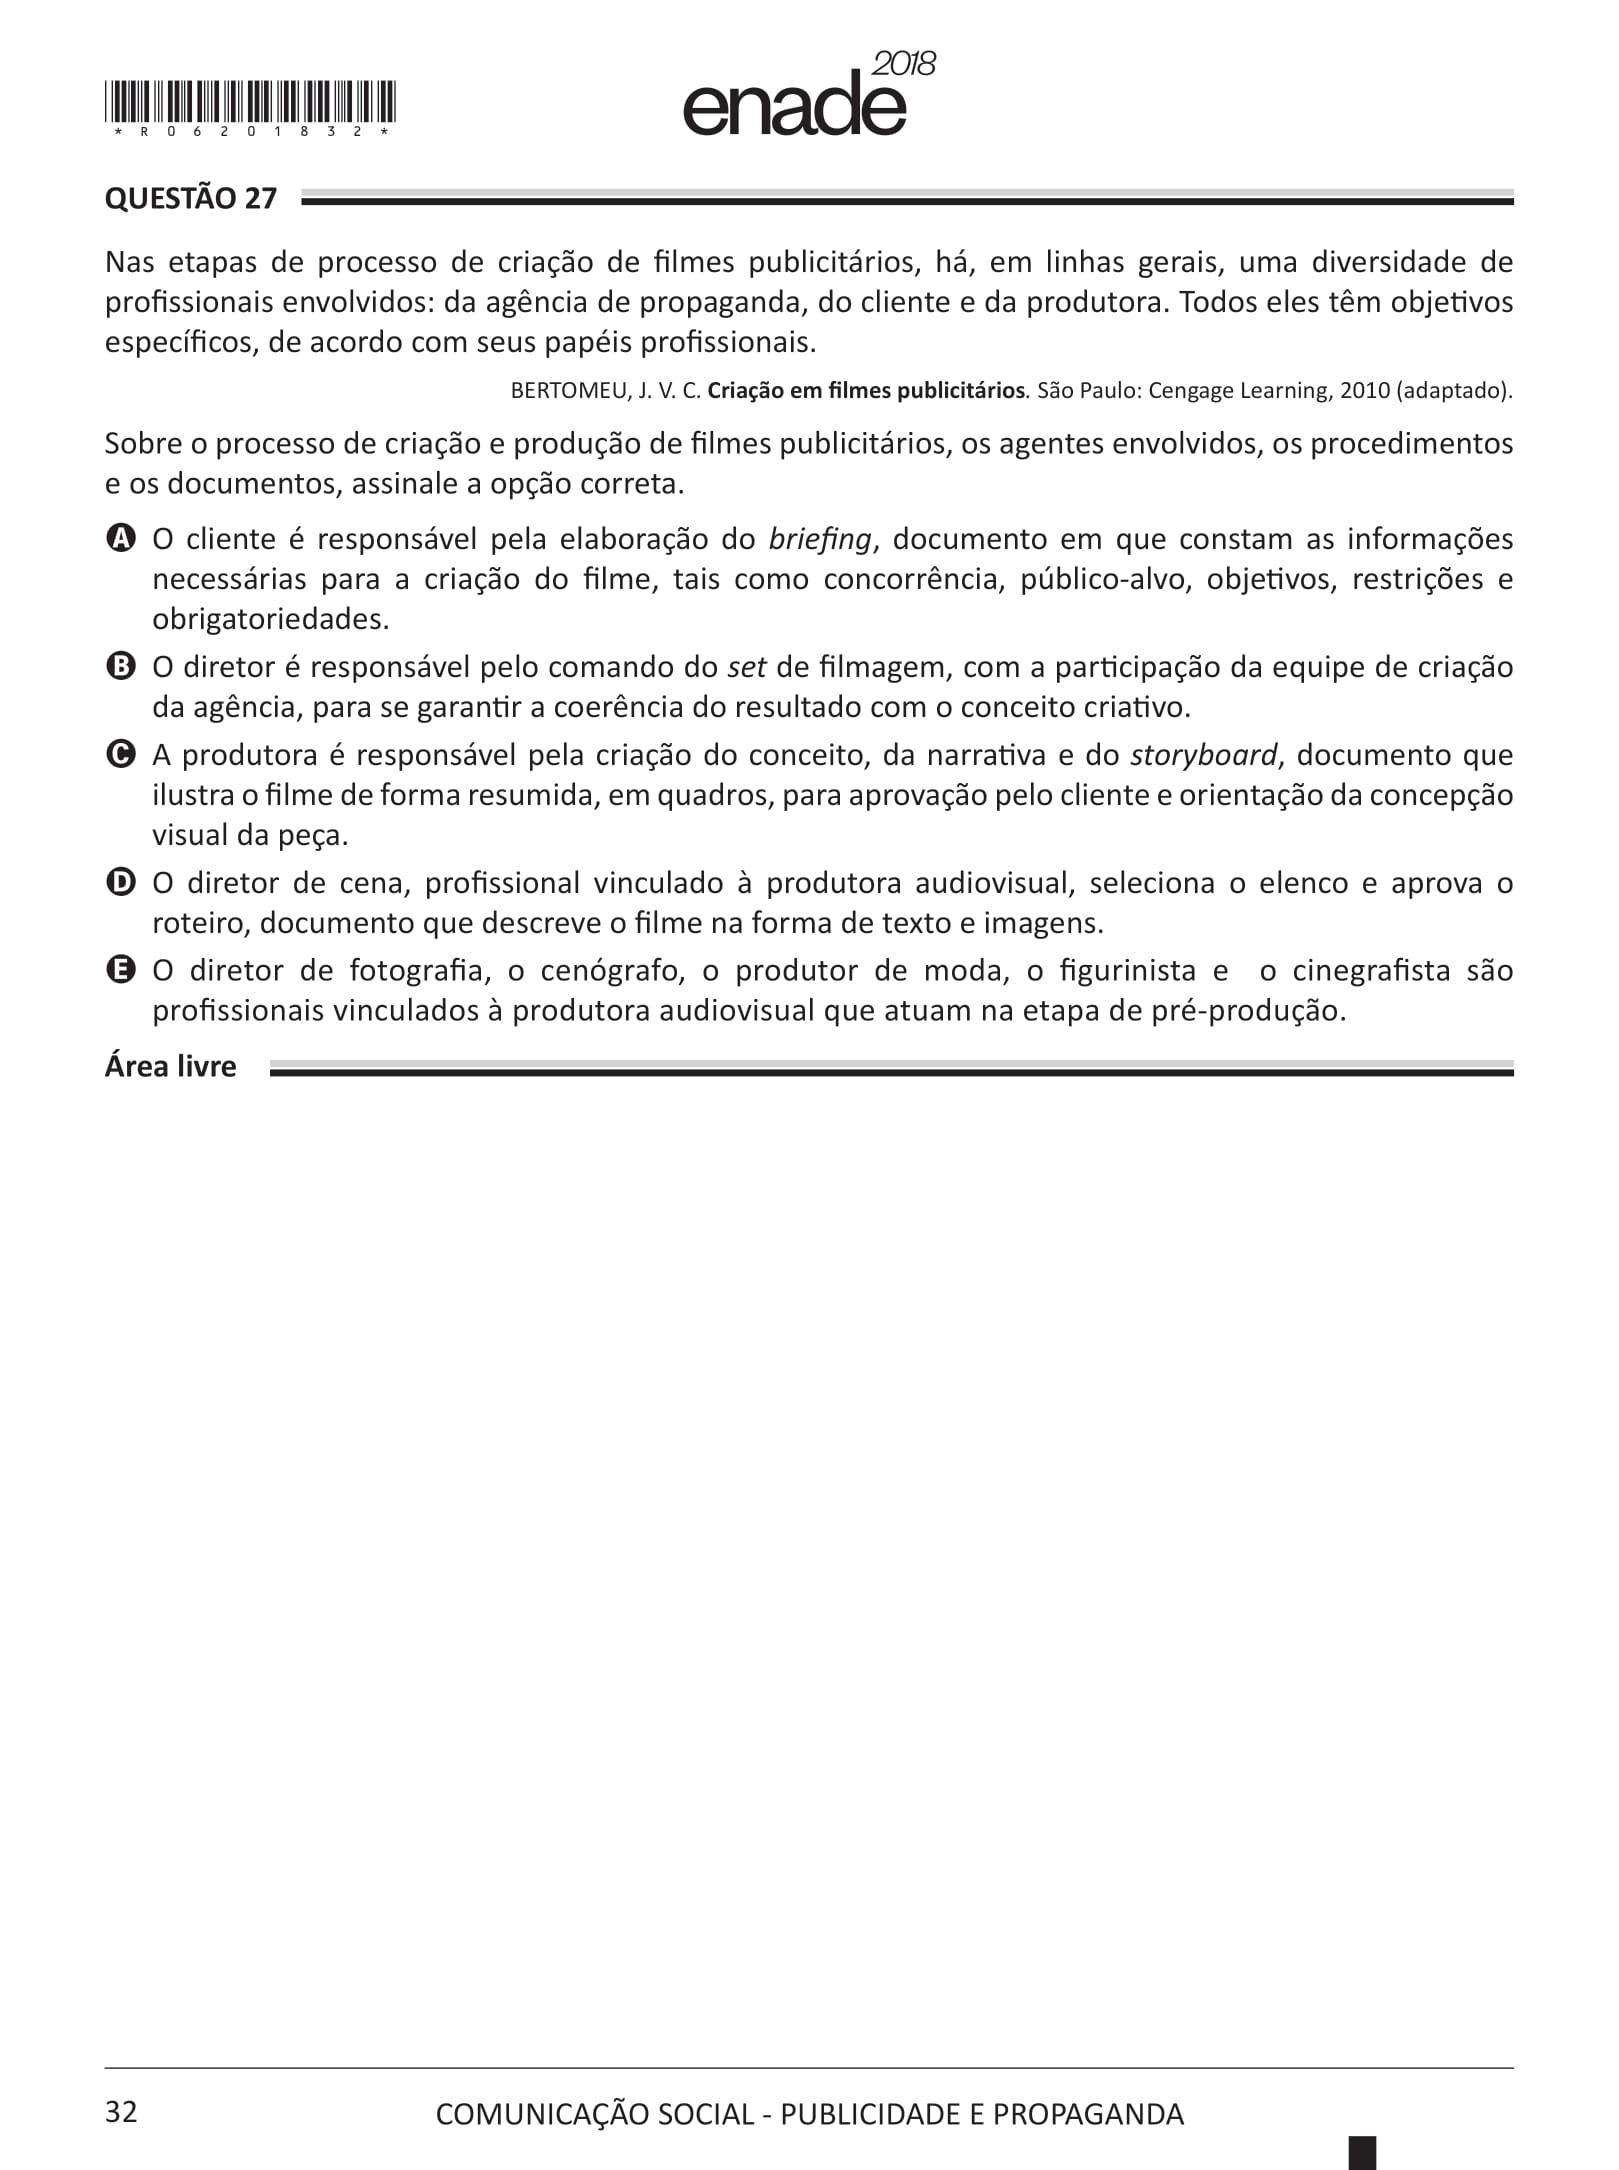 *R06201832*
enade 2018
QUESTÃO 27
Nas etapas de processo de criação de filmes publicitários, há, em linhas gerais, uma diversidade de
profissionais envolvidos: da agência de propaganda, do cliente e da produtora. Todos eles têm objetivos
específicos, de acordo com seus papéis profissionais.
BERTOMEU, J. V. C. Criação em filmes publicitários. São Paulo: Cengage Learning, 2010 (adaptado).
Sobre o processo de criação e produção de filmes publicitários, os agentes envolvidos, os procedimentos
e os documentos, assinale a opção correta.
A O cliente é responsável pela elaboração do briefing, documento em que constam as informações
necessárias para a criação do filme, tais como concorrência, público-alvo, objetivos, restrições e
obrigatoriedades.
B O diretor é responsável pelo comando do set de filmagem, com a participação da equipe de criação
da agência, para se garantir a coerência do resultado com o conceito criativo.
C A produtora é responsável pela criação do conceito, da narrativa e do storyboard, documento que
ilustra o filme de forma resumida, em quadros, para aprovação pelo cliente e orientação da concepção
visual da peça.
D O diretor de cena, profissional vinculado à produtora audiovisual, seleciona o elenco e aprova o
roteiro, documento que descreve o filme na forma de texto e imagens.
E O diretor de fotografia, o cenógrafo, o produtor de moda, o figurinista e o cinegrafista são
profissionais vinculados à produtora audiovisual que atuam na etapa de pré-produção.
Área livre
32
COMUNICAÇÃO SOCIAL - PUBLICIDADE E PROPAGANDA